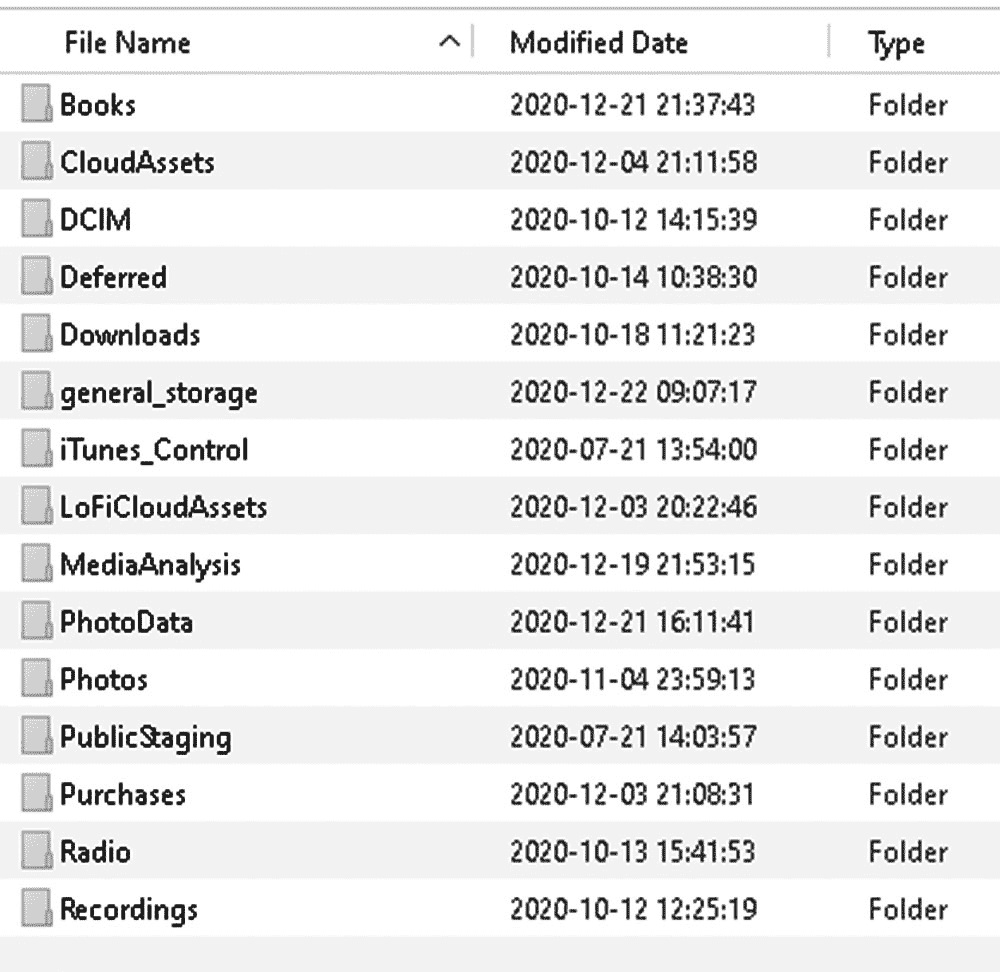 File Name Modified Date Type
Books 2020-12-21 21:37:43 Folder
CloudAssets 2020-12-04 21:11:58 Folder
DCIM 2020-10-12 14:15:39 Folder
Deferred 2020-10-14 10:38:30 Folder
Downloads 2020-10-18 11:21:23 Folder
general_storage 2020-12-22 09:07:17 Folder
iTunes_Control 2020-07-21 13:54:00 Folder
LoFiCloudAssets 2020-12-03 20:22:46 Folder
MediaAnalysis 2020-12-19 21:53:15 Folder
PhotoData 2020-12-21 16:11:41 Folder
Photos 2020-11-04 23:59:13 Folder
PublicStaging 2020-07-21 14:03:57 Folder
Purchases 2020-12-03 21:08:31 Folder
Radio 2020-10-13 15:41:53 Folder
Recordings 2020-10-12 12:25:19 Folder